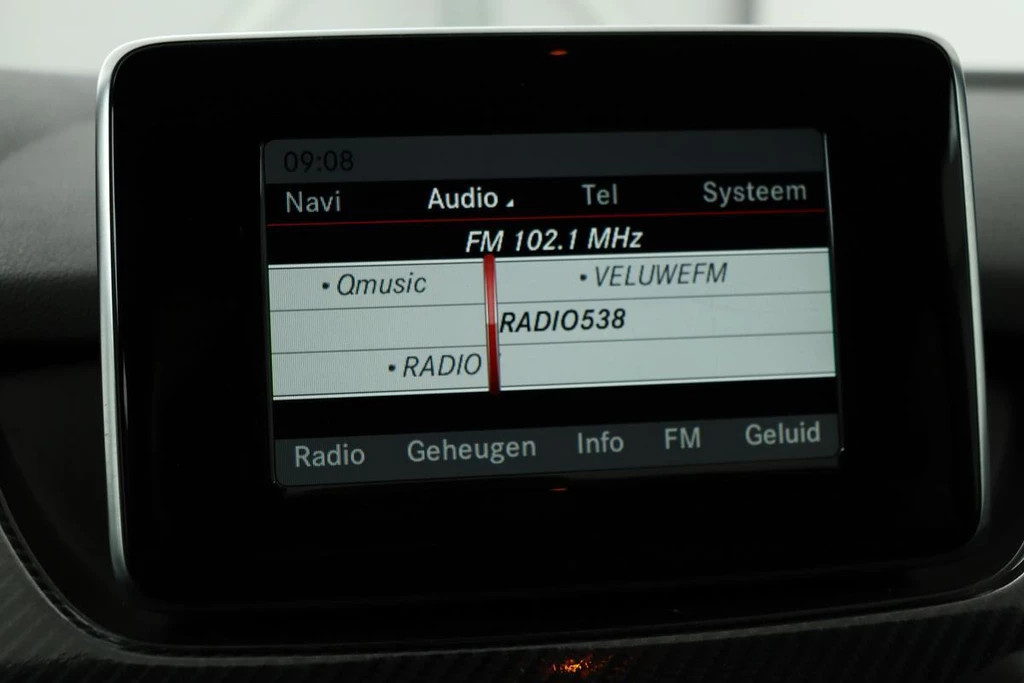 09:08
Navi Audio Tel Systeem
FM 102.1 MHz
• Qmusic • VELUWEFM
RADIO538
• RADIO
Radio Geheugen Info FM Geluid